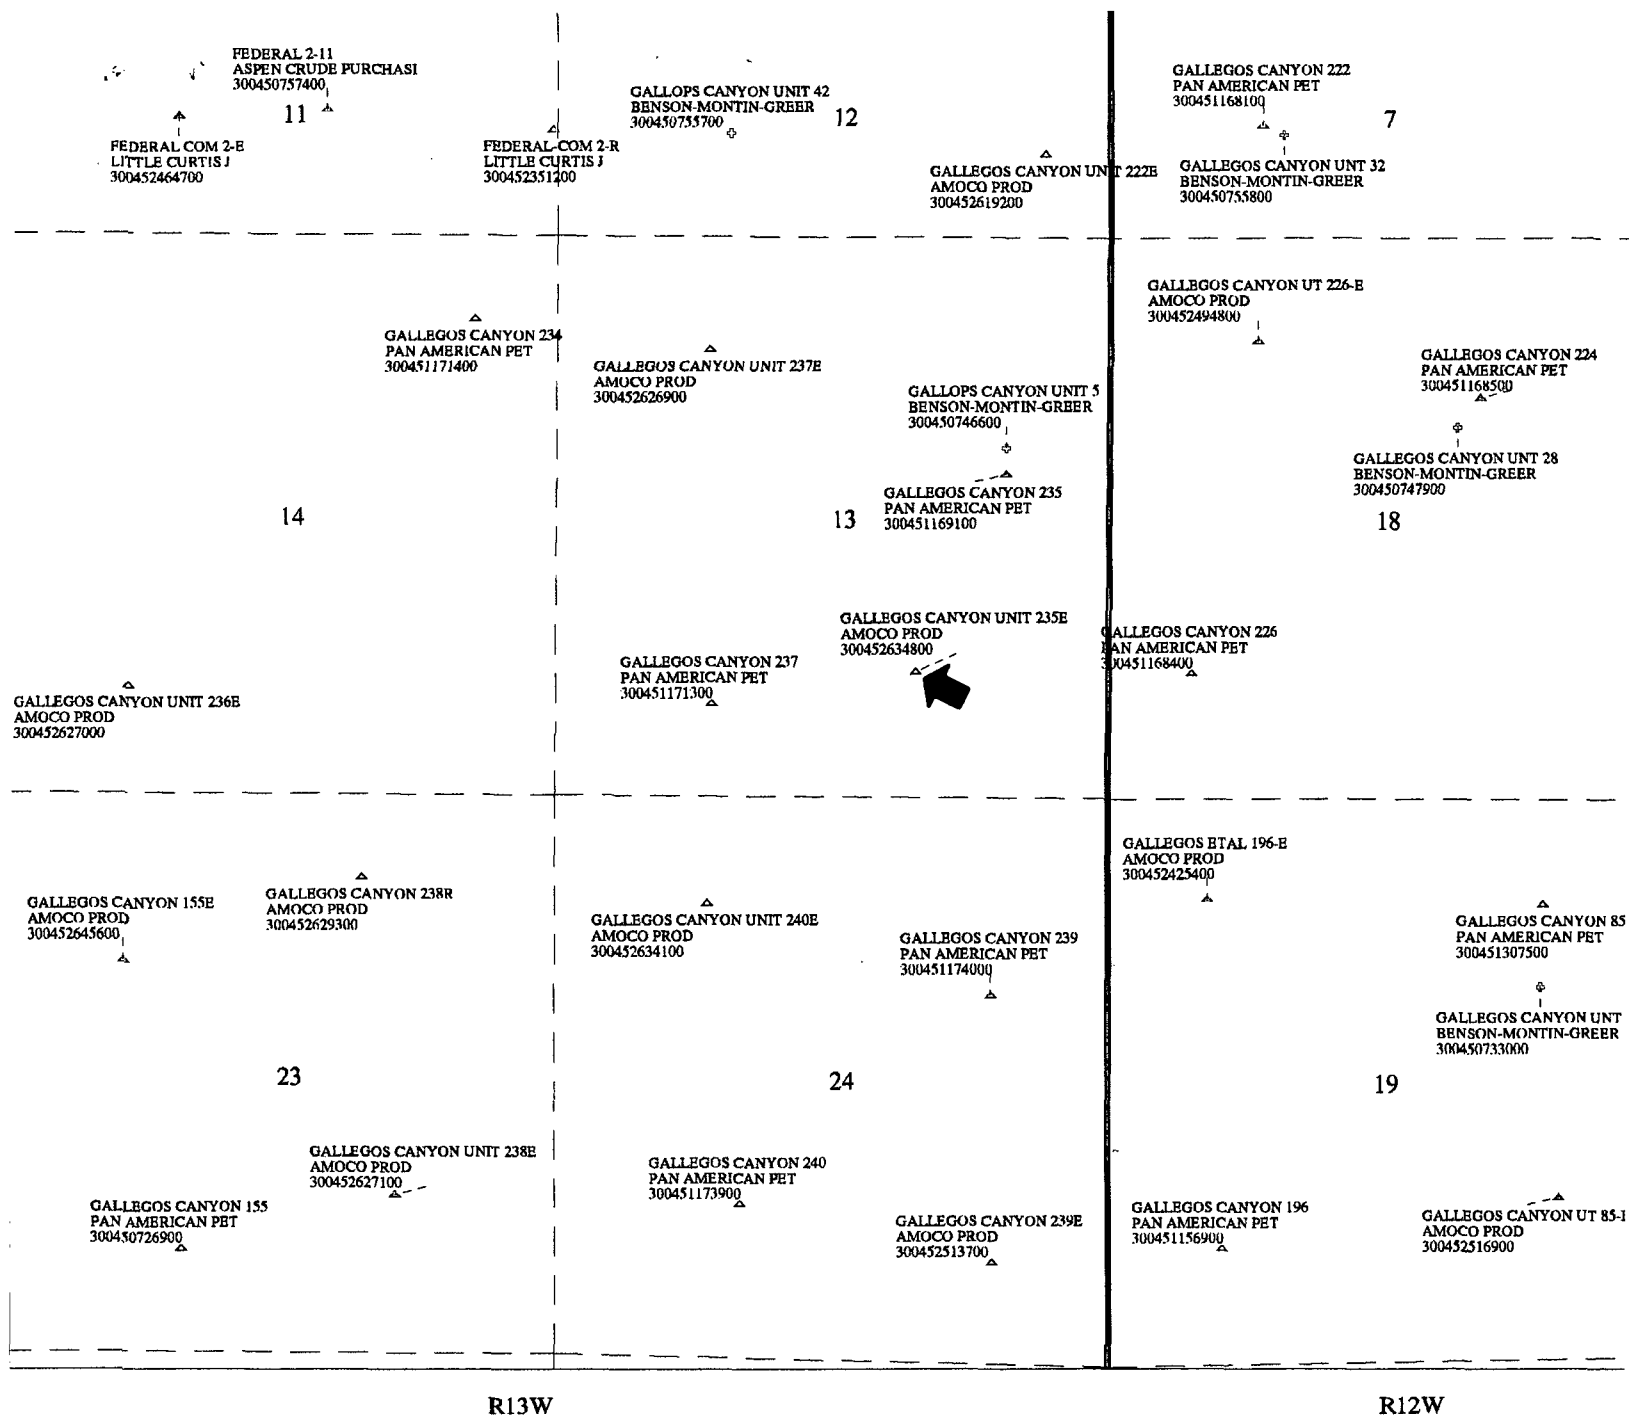 FEDERAL 2-11
ASPEN CRUDE PURCHASI
300450757400
11
FEDERAL COM 2-E
LITTLE CURTIS J
300452464700
FEDERAL COM 2-R
LITTLE CURTIS J
300452351200
GALLOPS CANYON UNIT 42
BENSON-MONTIN-GREER
300450755700
12
GALLEGOS CANYON UNIT 222E
AMOCO PROD
300452619200
GALLEGOS CANYON 222
PAN AMERICAN PET
300451168100
7
GALLEGOS CANYON UNT 32
BENSON-MONTIN-GREER
300450755800
GALLEGOS CANYON 234
PAN AMERICAN PET
300451171400
14
GALLEGOS CANYON UNIT 236E
AMOCO PROD
300452627000
GALLEGOS CANYON UNIT 237E
AMOCO PROD
300452626900
GALLOPS CANYON UNIT 5
BENSON-MONTIN-GREER
300450746600
GALLEGOS CANYON 235
PAN AMERICAN PET
300451169100
13
GALLEGOS CANYON UNIT 235E
AMOCO PROD
300452634800
GALLEGOS CANYON 237
PAN AMERICAN PET
300451171300
GALLEGOS CANYON UT 226-E
AMOCO PROD
300452494800
GALLEGOS CANYON 224
PAN AMERICAN PET
300451168500
GALLEGOS CANYON UNT 28
BENSON-MONTIN-GREER
300450747900
18
GALLEGOS CANYON 226
PAN AMERICAN PET
300451168400
GALLEGOS CANYON 155E
AMOCO PROD
300452645600
GALLEGOS CANYON 238R
AMOCO PROD
300452629300
23
GALLEGOS CANYON UNIT 238E
AMOCO PROD
300452627100
GALLEGOS CANYON 155
PAN AMERICAN PET
300450726900
GALLEGOS CANYON UNIT 240E
AMOCO PROD
300452634100
GALLEGOS CANYON 239
PAN AMERICAN PET
300451174000
24
GALLEGOS CANYON 240
PAN AMERICAN PET
300451173900
GALLEGOS CANYON 239E
AMOCO PROD
300452513700
GALLEGOS ETAL 196-E
AMOCO PROD
300452425400
GALLEGOS CANYON 85
PAN AMERICAN PET
300451307500
GALLEGOS CANYON UNT
BENSON-MONTIN-GREER
300450733000
19
GALLEGOS CANYON 196
PAN AMERICAN PET
300451156900
GALLEGOS CANYON UT 85-
AMOCO PROD
300452516900
R13W
R12W